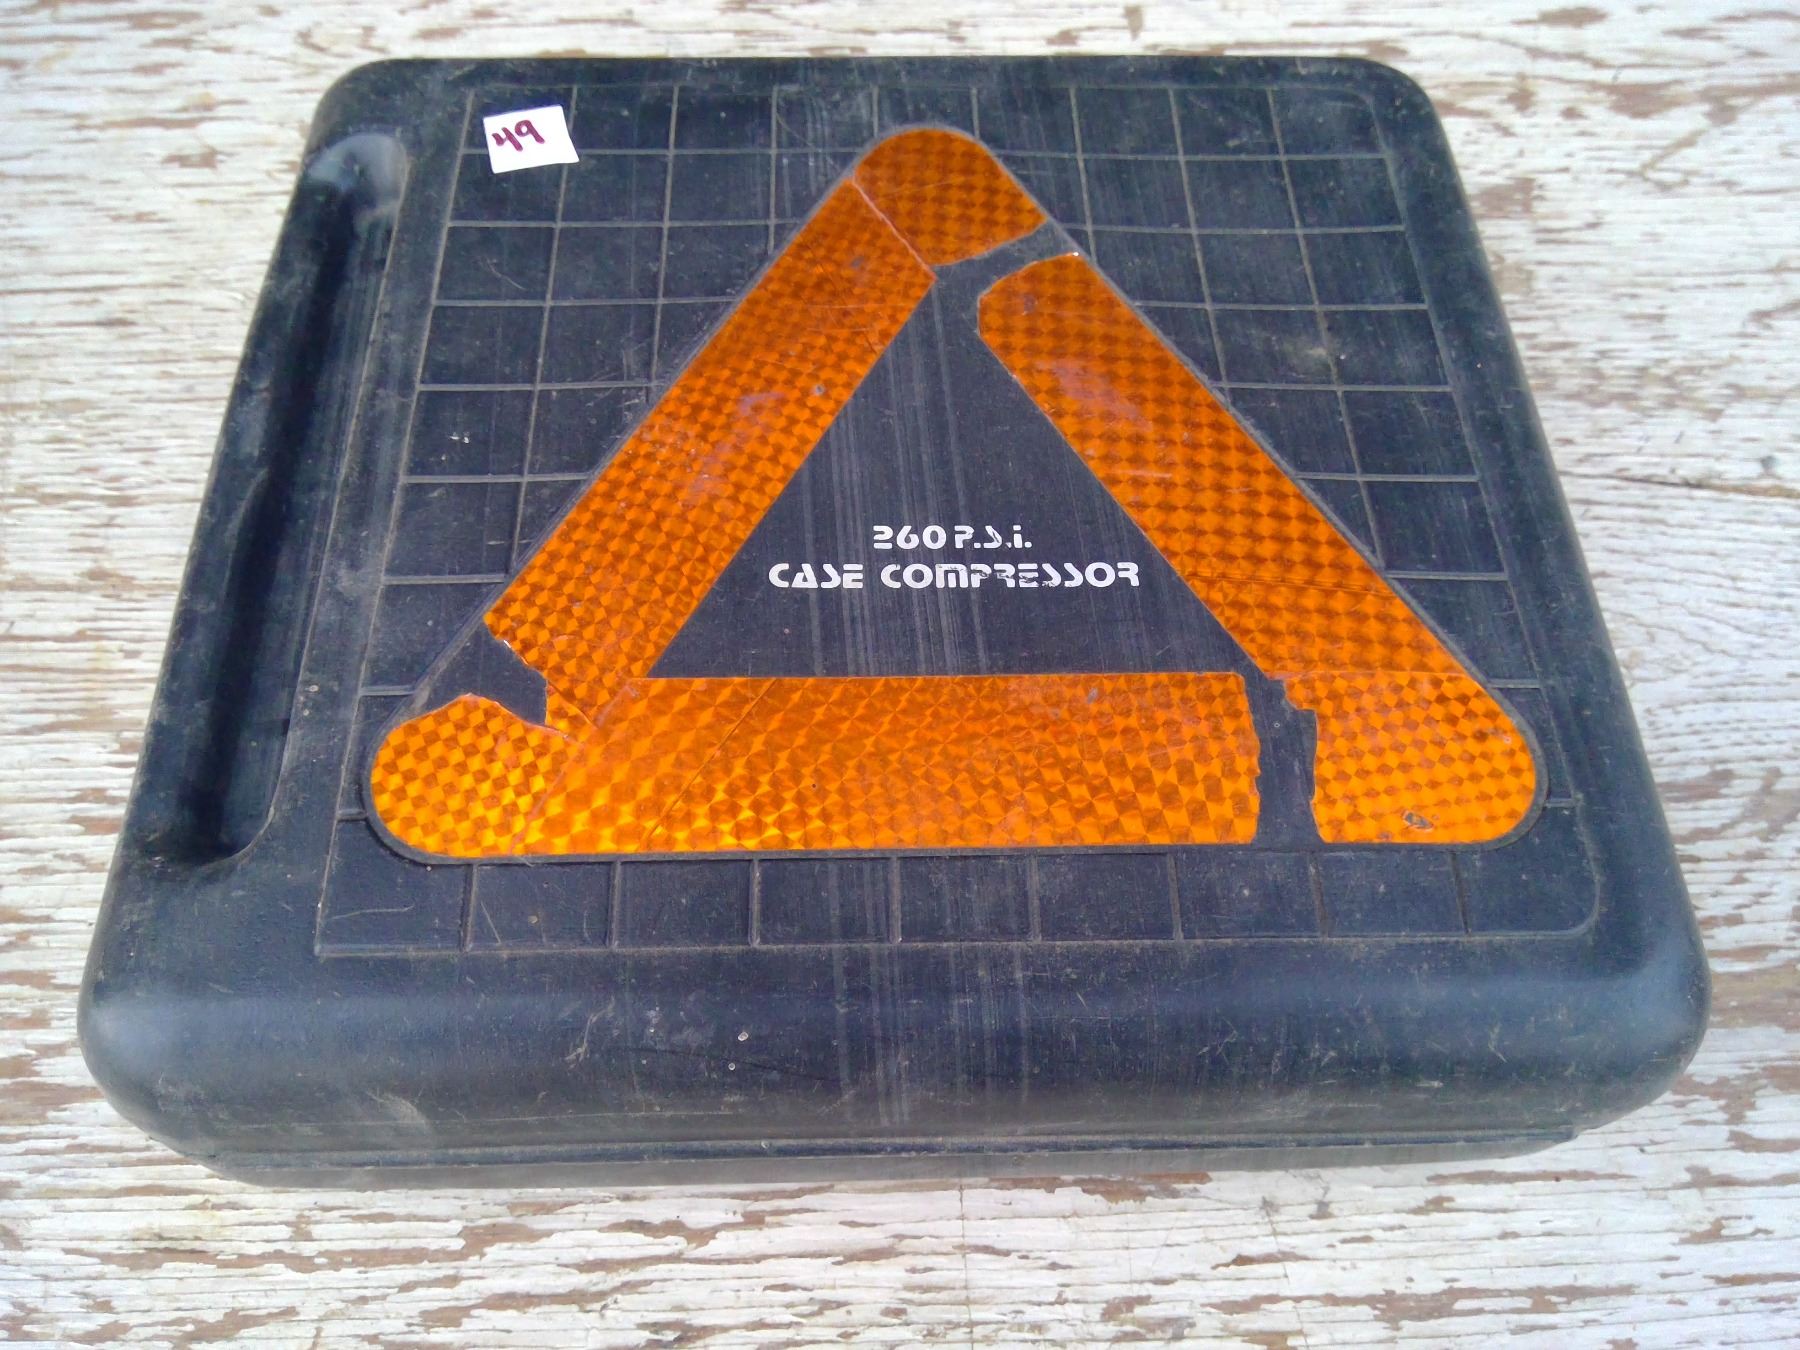 49
260 P.S.i.
CASE COMPRESSOR